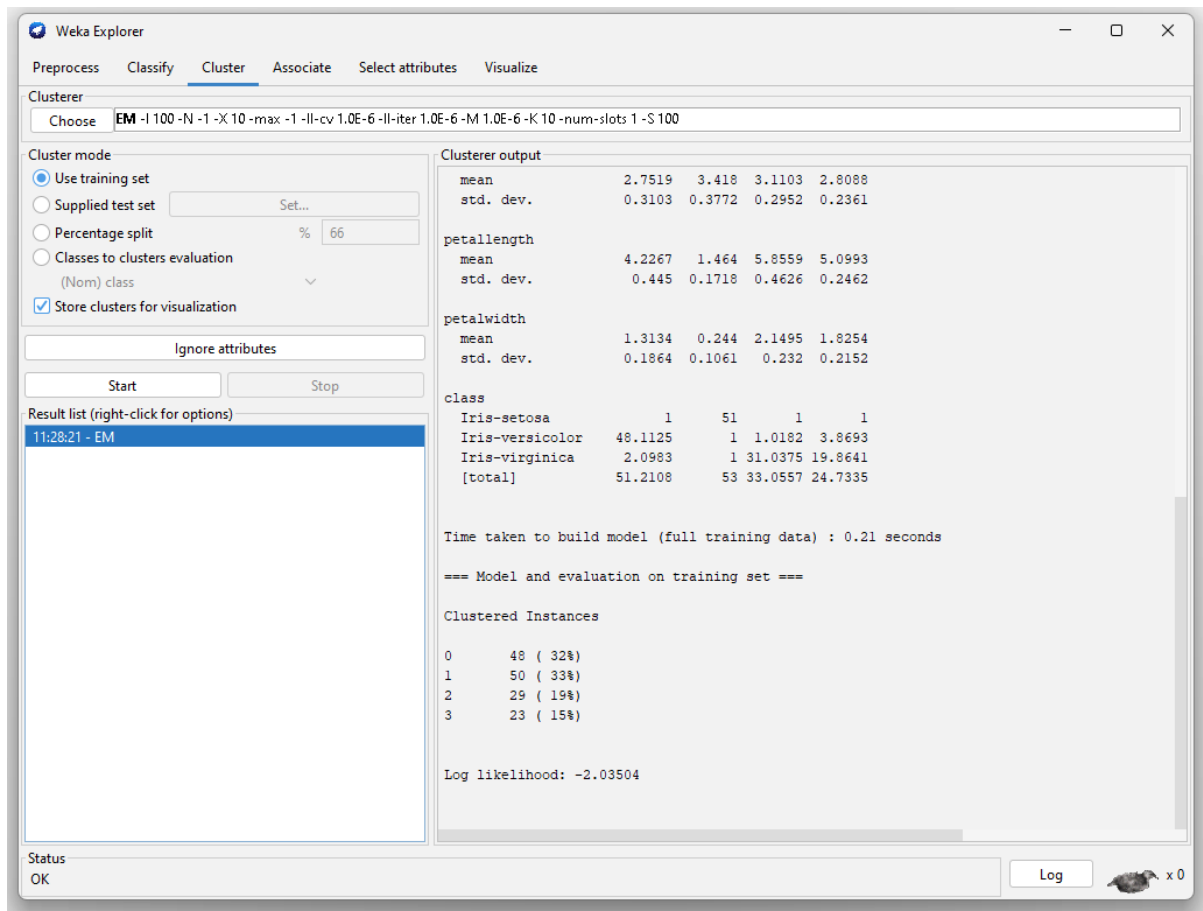 Weka Explorer
Preprocess Classify Cluster Associate Select attributes Visualize
Clusterer
Choose EM -I 100 -N -1 -X 10 -max -1 -ll-cv 1.0E-6 -ll-iter 1.0E-6 -M 1.0E-6 -K 10 -num-slots 1 -S 100
Cluster mode
Use training set
Supplied test set Set...
Percentage split % 66
Classes to clusters evaluation
(Nom) class
Store clusters for visualization
Ignore attributes
Start Stop
Result list (right-click for options)
11:28:21 - EM
Clusterer output
mean 2.7519 3.418 3.1103 2.8088
std. dev. 0.3103 0.3772 0.2952 0.2361
petallength
mean 4.2267 1.464 5.8559 5.0993
std. dev. 0.445 0.1718 0.4626 0.2462
petalwidth
mean 1.3134 0.244 2.1495 1.8254
std. dev. 0.1864 0.1061 0.232 0.2152
class
Iris-setosa 1 51 1 1
Iris-versicolor 48.1125 1 1.0182 3.8693
Iris-virginica 2.0983 1 31.0375 19.8641
[total] 51.2108 53 33.0557 24.7335
Time taken to build model (full training data) : 0.21 seconds
=== Model and evaluation on training set ===
Clustered Instances
0 48 ( 32%)
1 50 ( 33%)
2 29 ( 19%)
3 23 ( 15%)
Log likelihood: -2.03504
Status
OK
Log x 0